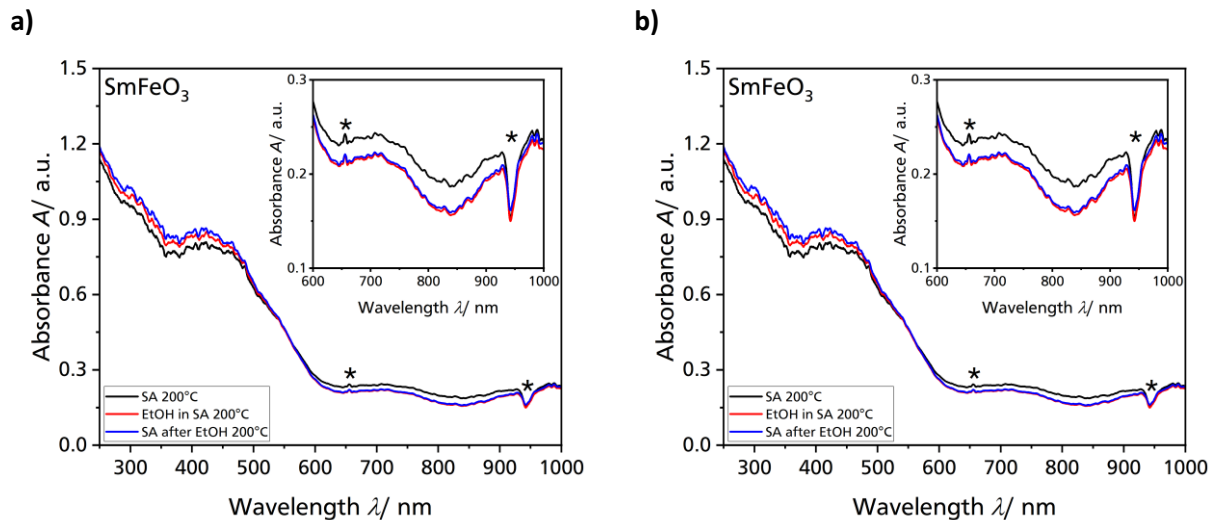 a)
1.5
1.2
0.9
0.6
0.3
0.0
Absorbance A/ a.u.
SmFeO₃
0.3
0.2
0.1
Absorbance A/ a.u.
*
*
600 700 800 900 1000
Wavelength λ/ nm
*
*
SA 200°C
EtOH in SA 200°C
SA after EtOH 200°C
250 300 400 500 600 700 800 900 1000
Wavelength λ/ nm
b)
1.5
1.2
0.9
0.6
0.3
0.0
Absorbance A/ a.u.
SmFeO₃
0.3
0.2
0.1
Absorbance A/ a.u.
*
*
600 700 800 900 1000
Wavelength λ/ nm
*
*
SA 200°C
EtOH in SA 200°C
SA after EtOH 200°C
300 400 500 600 700 800 900 1000
Wavelength λ/ nm